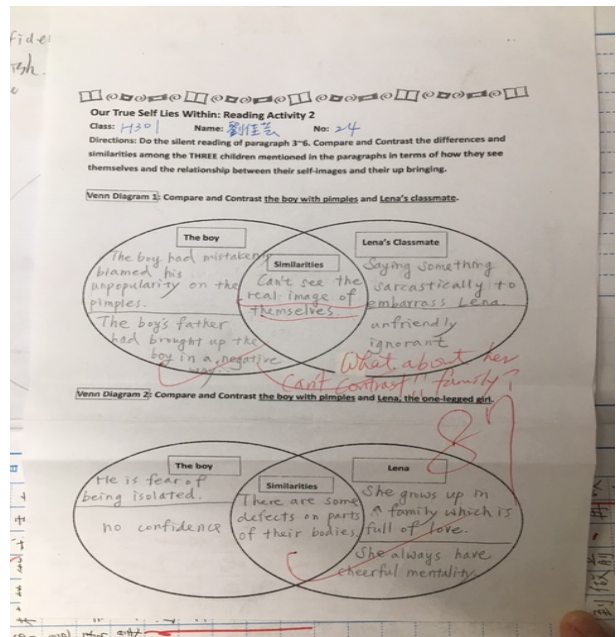 fide
ish.
Our True Self Lies Within: Reading Activity 2
Class: H301 Name: 劉佳芸 No: 24
Directions: Do the silent reading of paragraph 3~6. Compare and Contrast the differences and
similarities among the THREE children mentioned in the paragraphs in terms of how they see
themselves and the relationship between their self-images and their up bringing.
Venn Diagram 1: Compare and Contrast the boy with pimples and Lena's classmate.
The boy
The boy had mistaken
blamed his
unpopularity on the
pimples.
The boy's father
had brought up the
boy in a negative
way
Similarities
Can't see the
real image of
themselves.
Lena's Classmate
Saying something
sarcastically to
embarrass Lena.
unfriendly
ignorant
What about her
family?
Can't contrast!!
Venn Diagram 2: Compare and Contrast the boy with pimples and Lena, the one-legged girl.
87
The boy
He is fear of
being isolated.
no confidence
Similarities
There are some
defects on parts
of their bodies.
Lena
She grows up in
a family which is
full of love.
She always have
cheerful mentality.